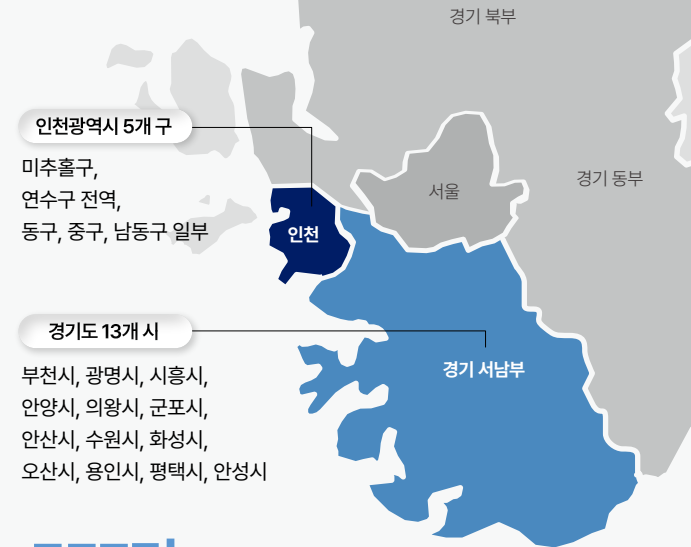 경기 북부
인천광역시 5개 구
미추홀구,
연수구 전역,
동구, 중구, 남동구 일부
서울
경기 동부
인천
경기도 13개 시
부천시, 광명시, 시흥시,
안양시, 의왕시, 군포시,
안산시, 수원시, 화성시,
오산시, 용인시, 평택시, 안성시
경기 서남부